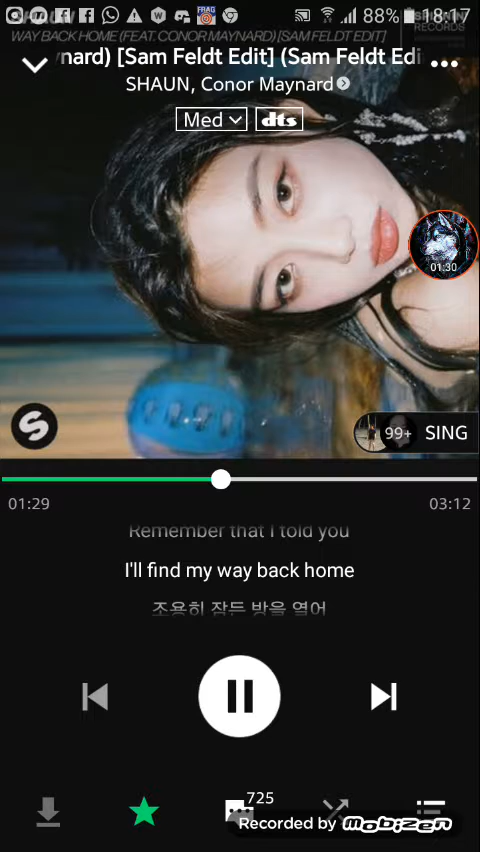 88% 18:17
WAY BACK HOME (FEAT. CONOR MAYNARD) [SAM FELDT EDIT]
RECORDS
nard) [Sam Feldt Edit] (Sam Feldt Edi
SHAUN, Conor Maynard
Med dts
01:30
99+ SING
01:29 03:12
Remember that I told you
I'll find my way back home
조용히 잠든 방을 열어
725
Recorded by Mobizen